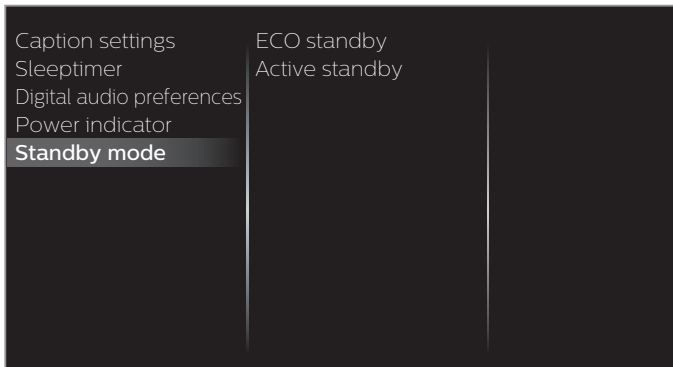 Caption settings
Sleeptimer
Digital audio preferences
Power indicator
Standby mode
ECO standby
Active standby